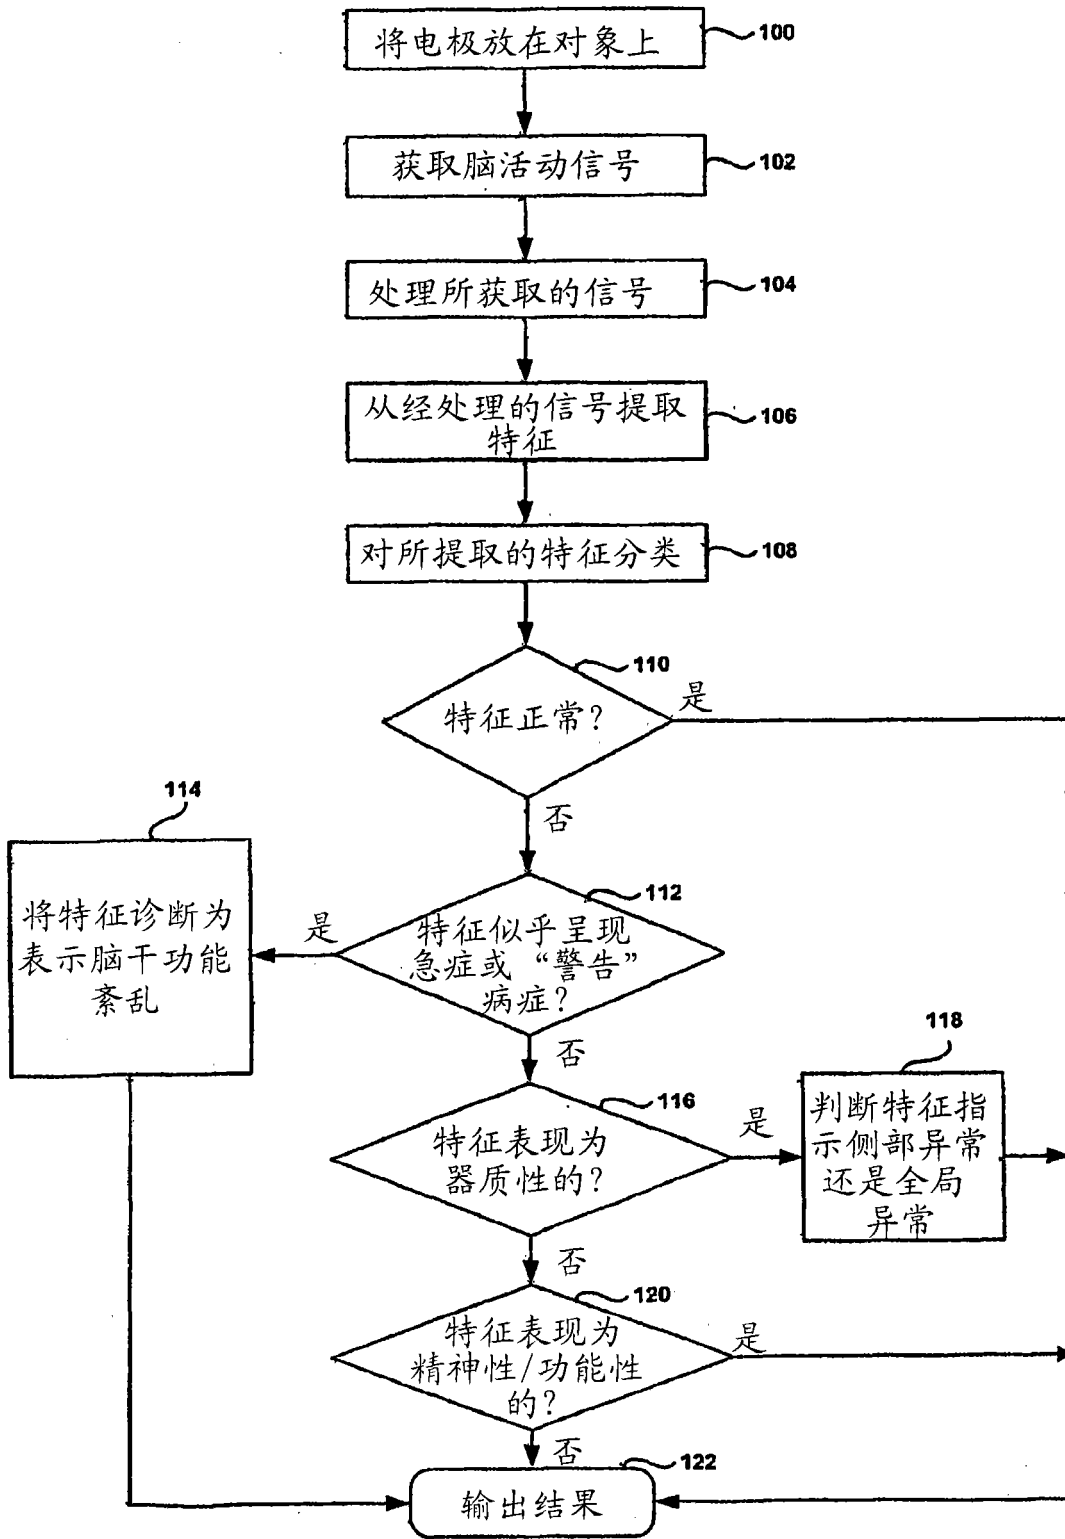 将电极放在对象上
100
获取脑活动信号
102
处理所获取的信号
104
从经处理的信号提取
特征
106
对所提取的特征分类
108
110
特征正常?
是
否
114
将特征诊断为
表示脑干功能
紊乱
是
112
特征似乎呈现
急症或“警告”
病症?
否
116
特征表现为
器质性的?
是
118
判断特征指
示侧部异常
还是全局
异常
否
120
特征表现为
精神性/功能性
的?
是
否
122
输出结果